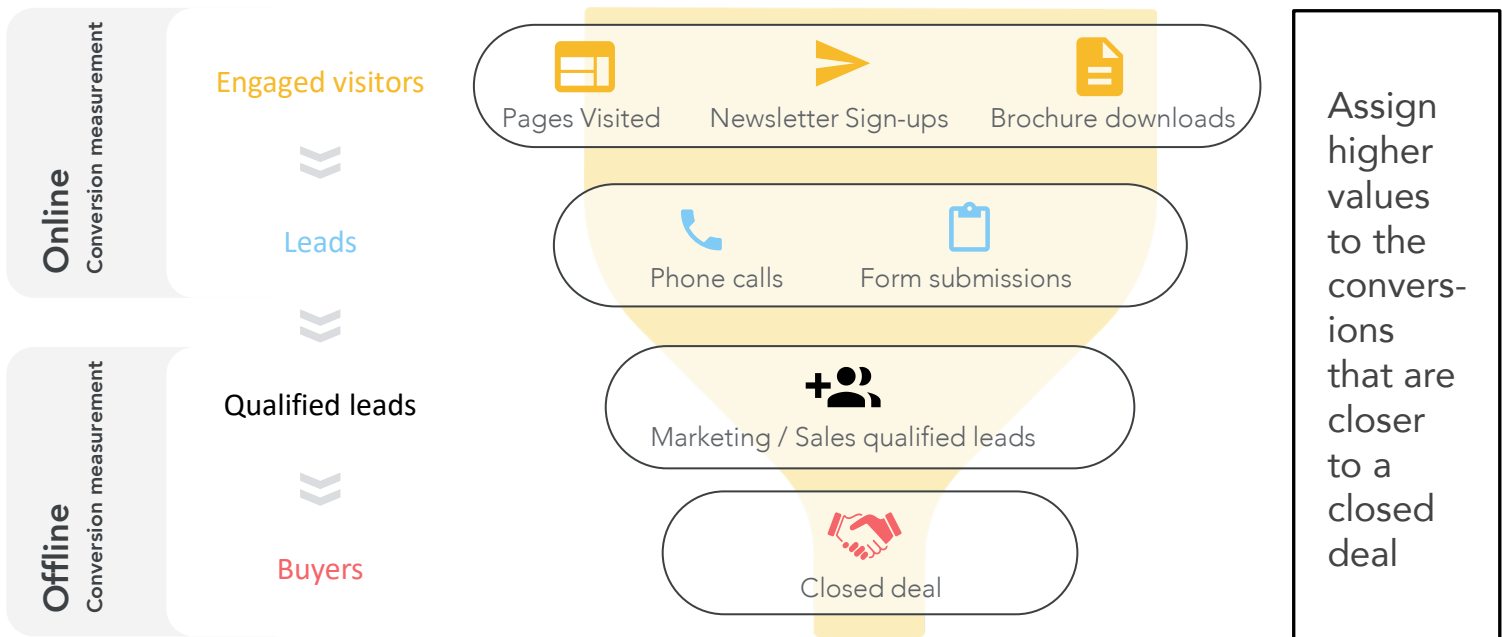 Online
Conversion measurement
Engaged visitors
Pages Visited
Newsletter Sign-ups
Brochure downloads
Leads
Phone calls
Form submissions
Offline
Conversion measurement
Qualified leads
Marketing / Sales qualified leads
Buyers
Closed deal
Assign
higher
values
to the
convers-
ions
that are
closer
to a
closed
deal